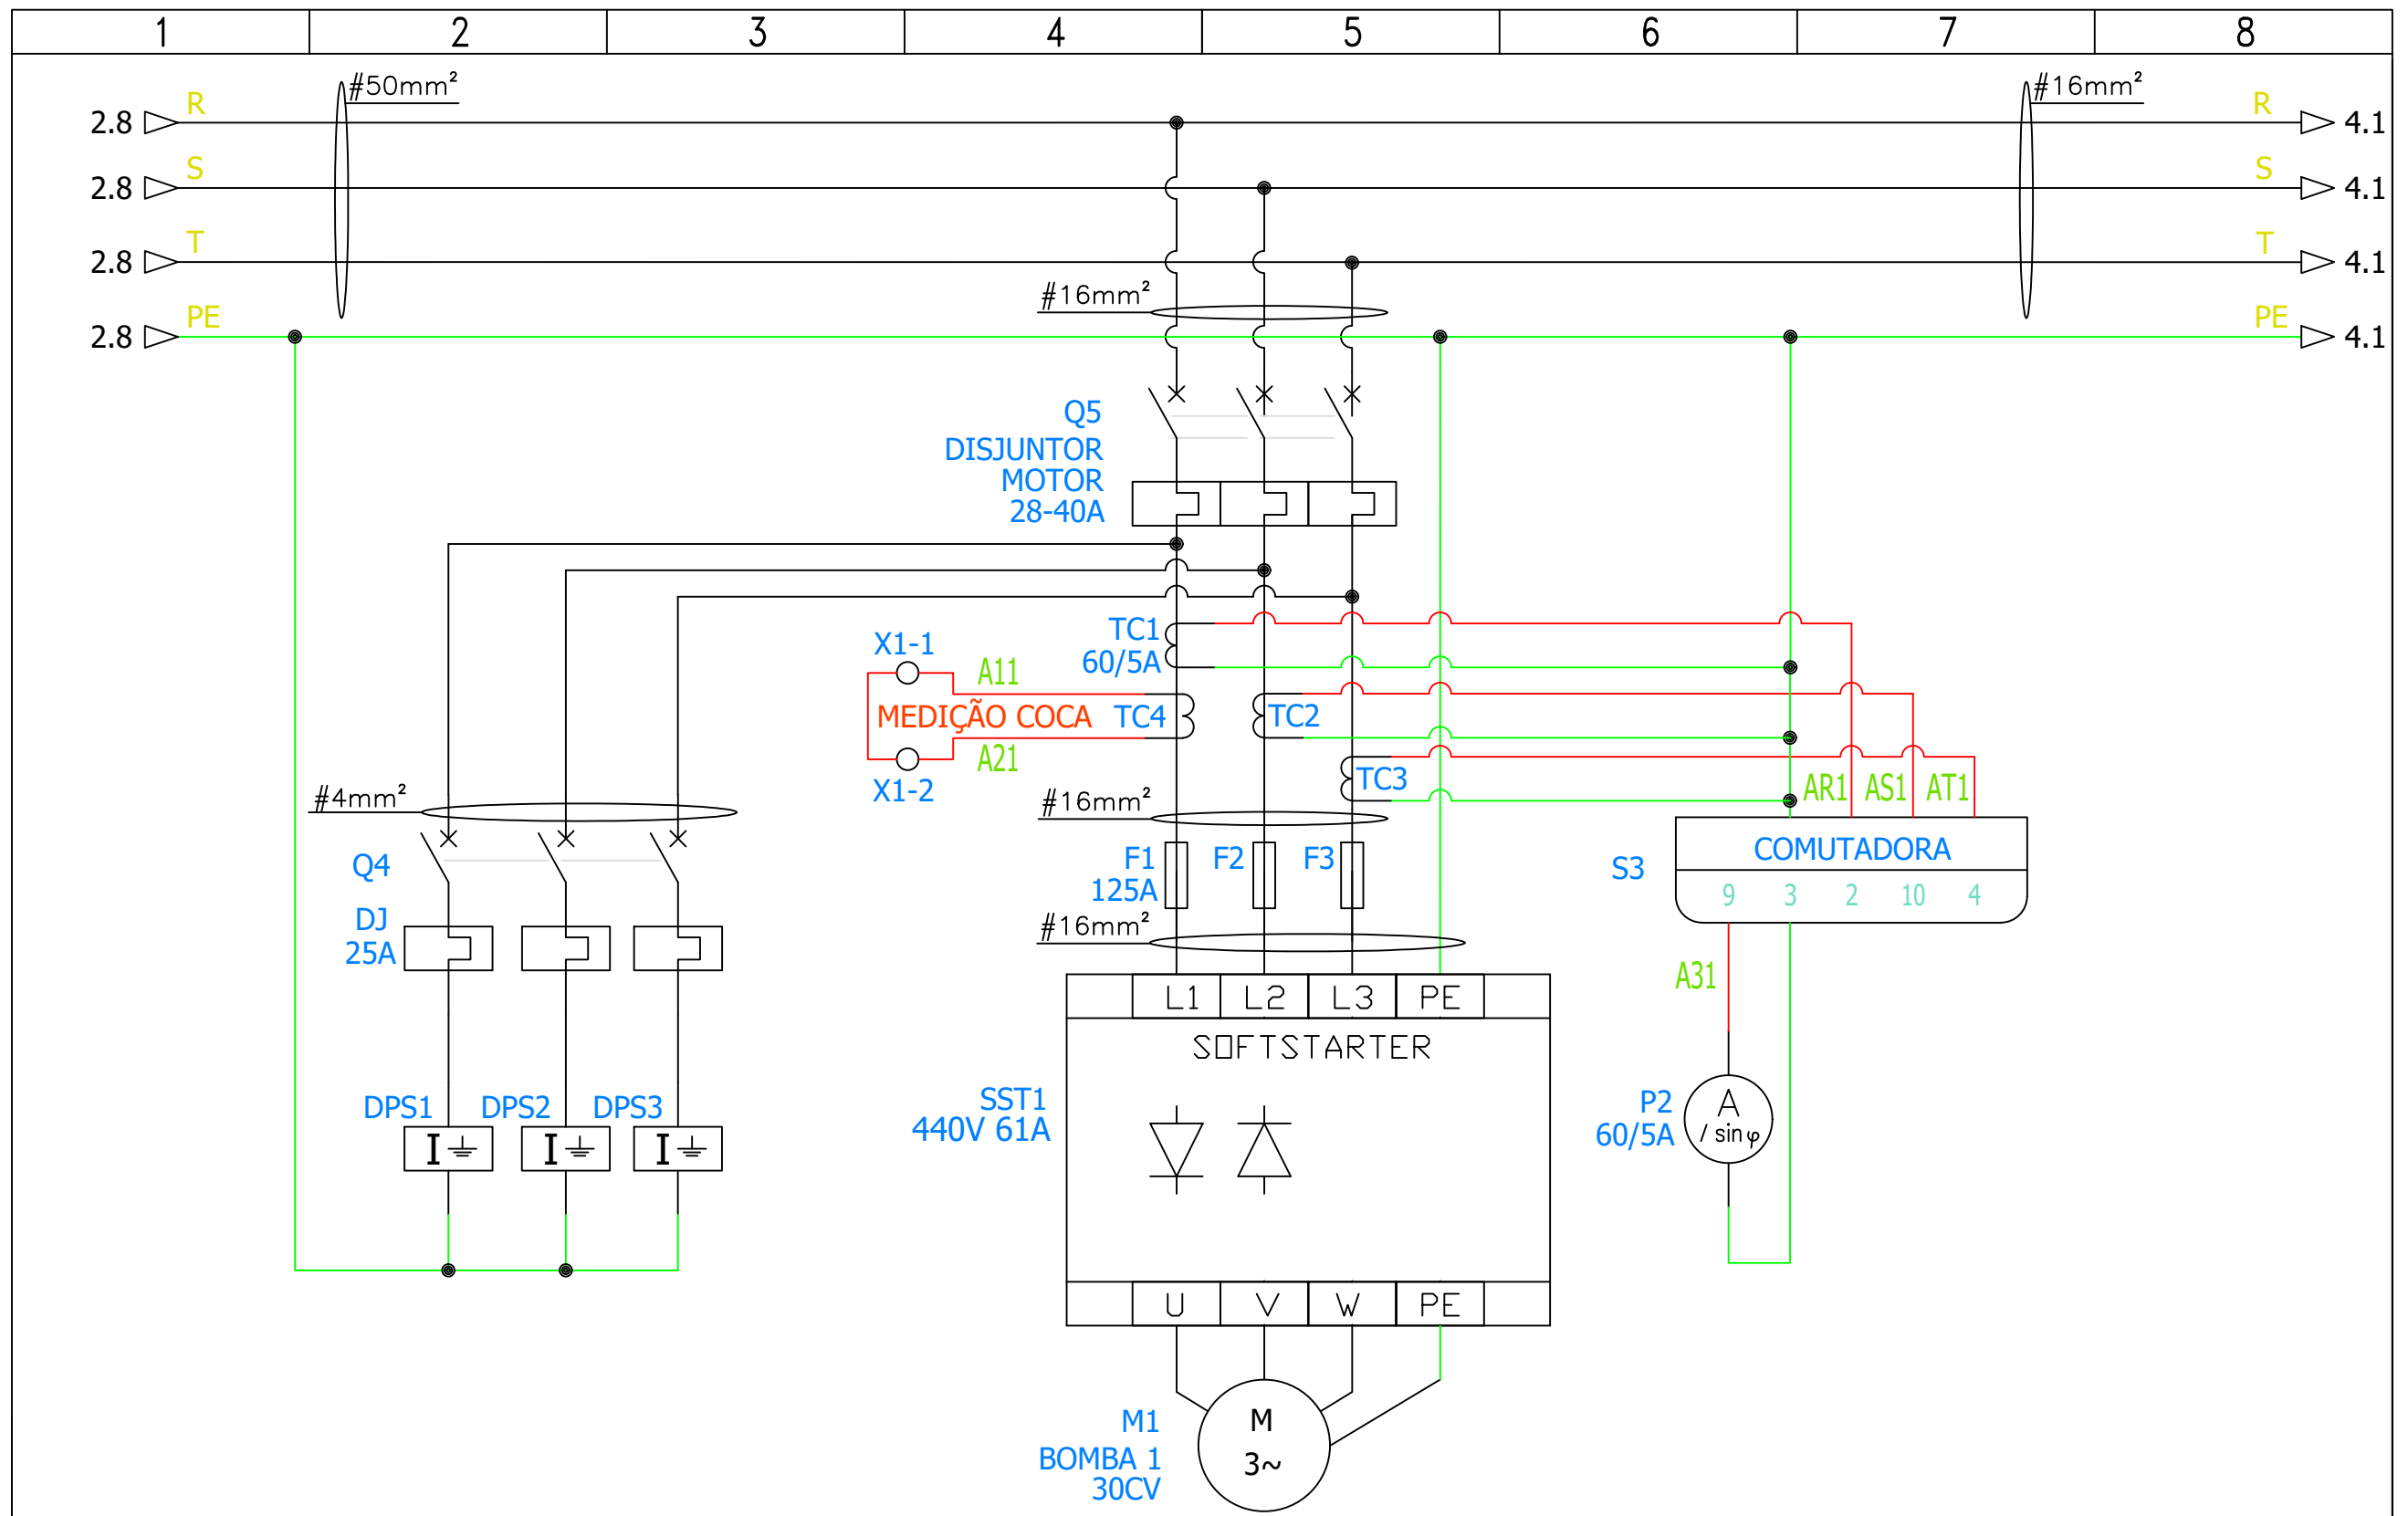 1 2 3 4 5 6 7 8
#50mm² #16mm²
2.8 R R 4.1
2.8 S S 4.1
2.8 T T 4.1
#16mm²
2.8 PE PE 4.1
Q5
DISJUNTOR
MOTOR
28-40A
X1-1
A11
TC1
60/5A
MEDIÇÃO COCA TC4 TC2
A21
X1-2
TC3
#4mm²
#16mm²
AR1 AS1 AT1
Q4
DJ
25A
F1
125A
F2 F3
#16mm²
S3
COMUTADORA
9 3 2 10 4
A31
L1 L2 L3 PE
SOFTSTARTER
SST1
440V 61A
DPS1 DPS2 DPS3
I I I
P2
60/5A
A
/ sin φ
U V W PE
M1
BOMBA 1
30CV
M
3~